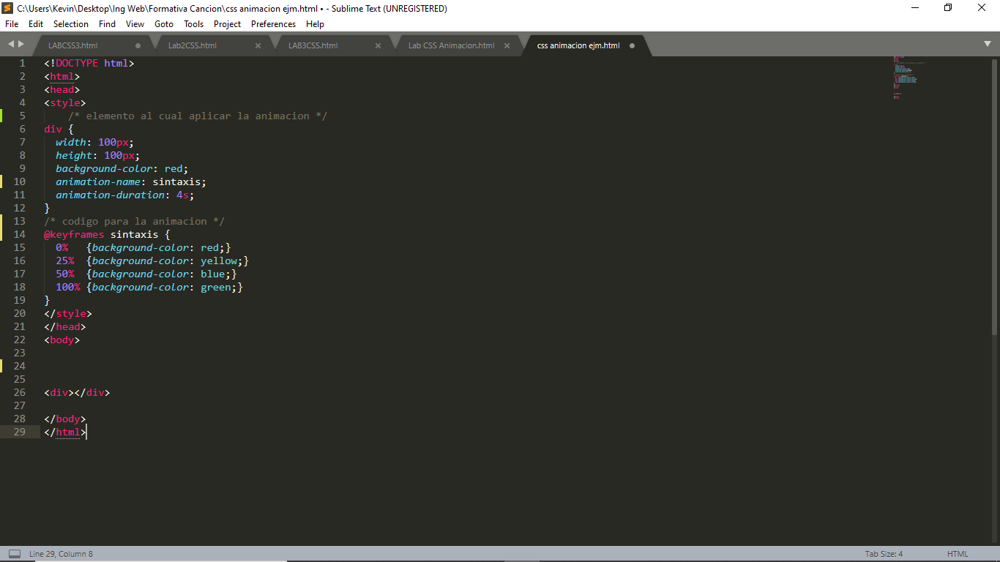 C:\Users\Kevin\Desktop\Ing Web\Formativa Cancion\css animacion ejm.html • - Sublime Text (UNREGISTERED)
File Edit Selection Find View Goto Tools Project Preferences Help
LABCSS3.html Lab2CSS.html LAB3CSS.html Lab CSS Animacion.html css animacion ejm.html
1 <!DOCTYPE html>
2 <html>
3 <head>
4 <style>
5 /* elemento al cual aplicar la animacion */
6 div {
7 width: 100px;
8 height: 100px;
9 background-color: red;
10 animation-name: sintaxis;
11 animation-duration: 4s;
12 }
13 /* codigo para la animacion */
14 @keyframes sintaxis {
15 0% {background-color: red;}
16 25% {background-color: yellow;}
17 50% {background-color: blue;}
18 100% {background-color: green;}
19 }
20 </style>
21 </head>
22 <body>
23
24
25
26 <div></div>
27
28 </body>
29 </html>
Line 29, Column 8 Tab Size: 4 HTML